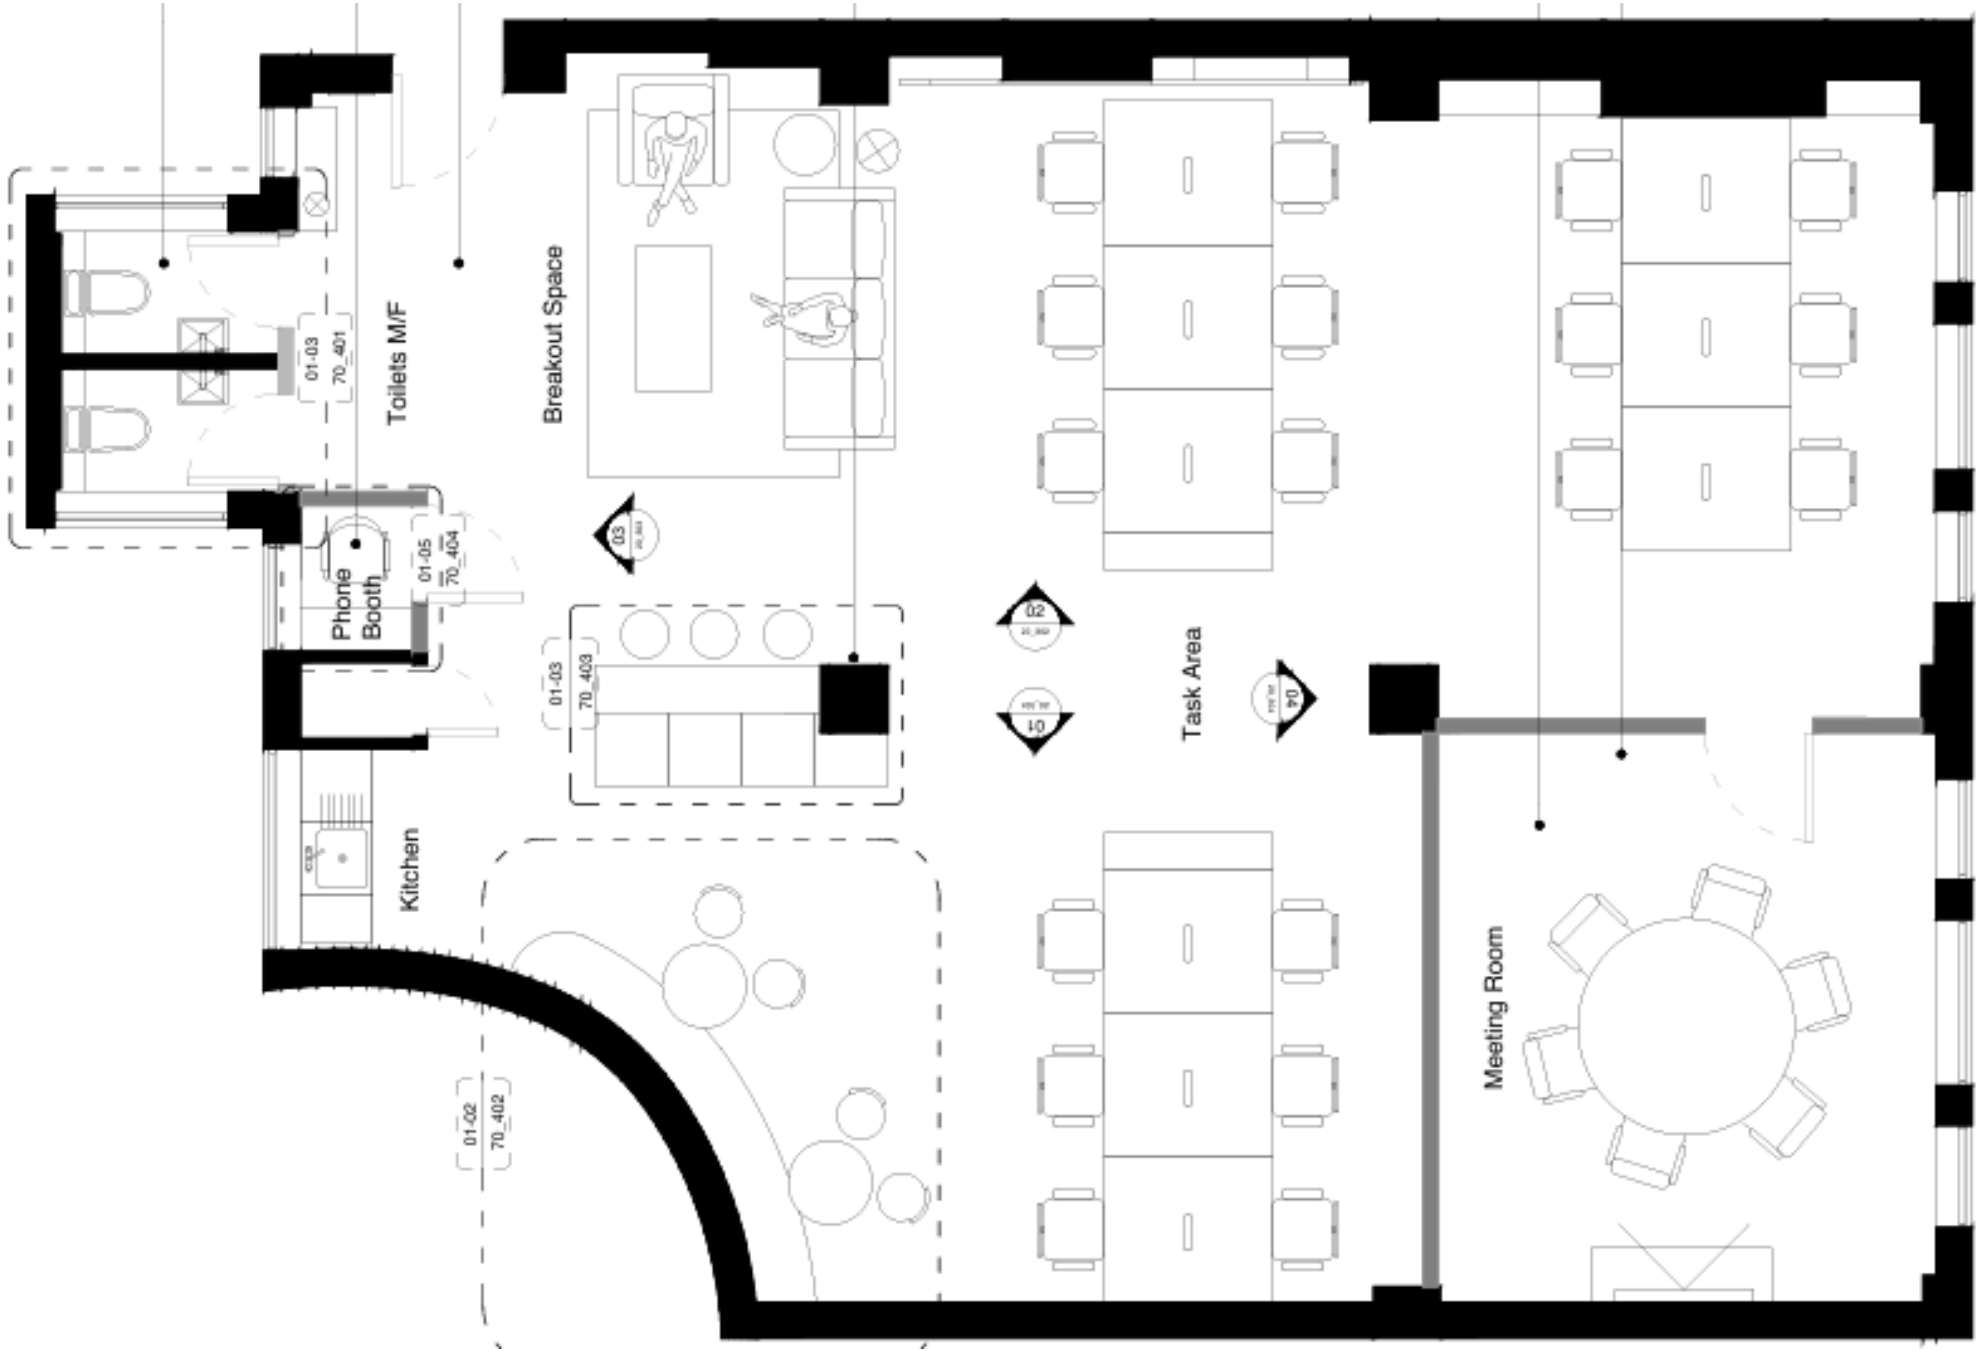 Toilets M/F
01-03
70_401
Breakout Space
Phone
Booth
01-05
70_404
03
01-03
70_403
02
01
04
Task Area
Kitchen
01-02
70_402
Meeting Room